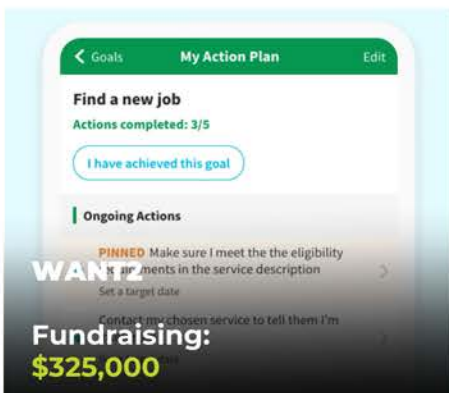 Goals My Action Plan Edit
Find a new job
Actions completed: 3/5
I have achieved this goal
Ongoing Actions
PINNED Make sure I meet the the eligibility
requirements in the service description
Set a target date
Contact my chosen service to tell them I'm
WANT2
Fundraising:
$325,000